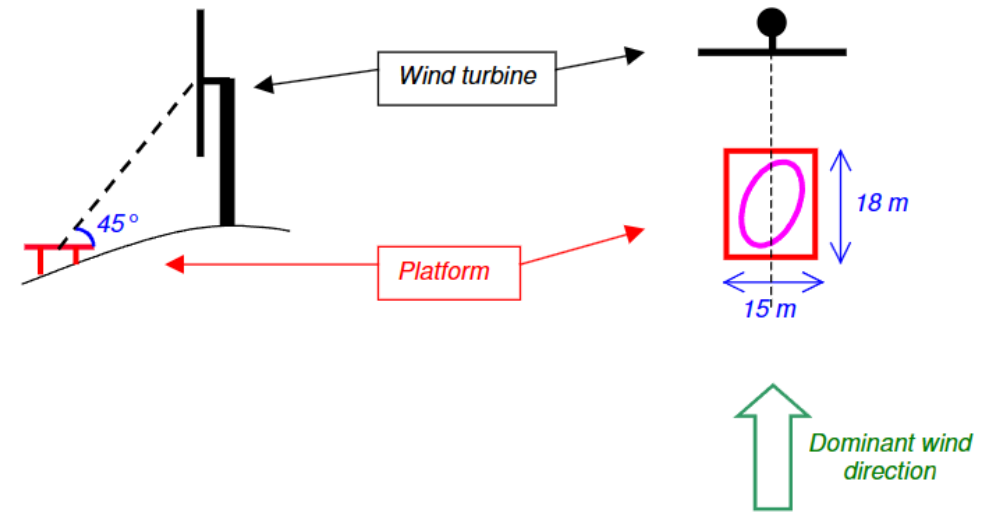 Wind turbine
45°
18 m
Platform
15 m
Dominant wind
direction